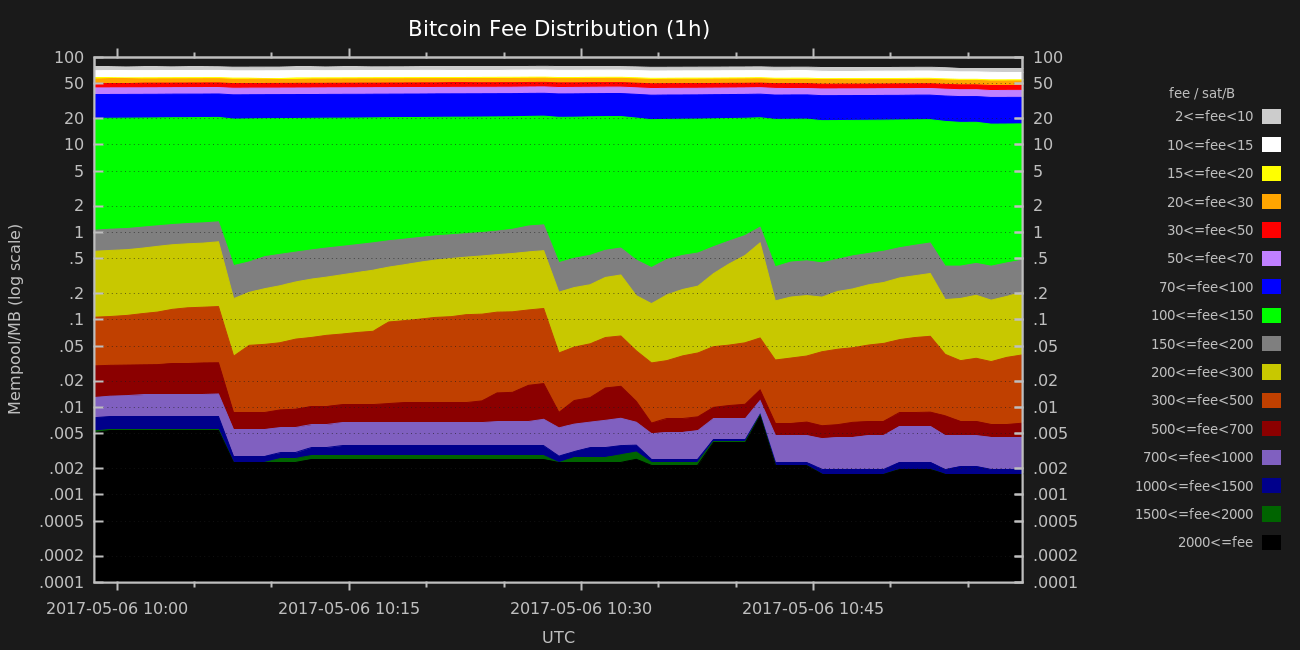 Bitcoin Fee Distribution (1h)
Mempool/MB (log scale)
100
50
20
10
5
2
1
.5
.2
.1
.05
.02
.01
.005
.002
.001
.0005
.0002
.0001
100
50
20
10
5
2
1
.5
.2
.1
.05
.02
.01
.005
.002
.001
.0005
.0002
.0001
2017-05-06 10:00
2017-05-06 10:15
2017-05-06 10:30
2017-05-06 10:45
UTC
fee / sat/B
2<=fee<10
10<=fee<15
15<=fee<20
20<=fee<30
30<=fee<50
50<=fee<70
70<=fee<100
100<=fee<150
150<=fee<200
200<=fee<300
300<=fee<500
500<=fee<700
700<=fee<1000
1000<=fee<1500
1500<=fee<2000
2000<=fee